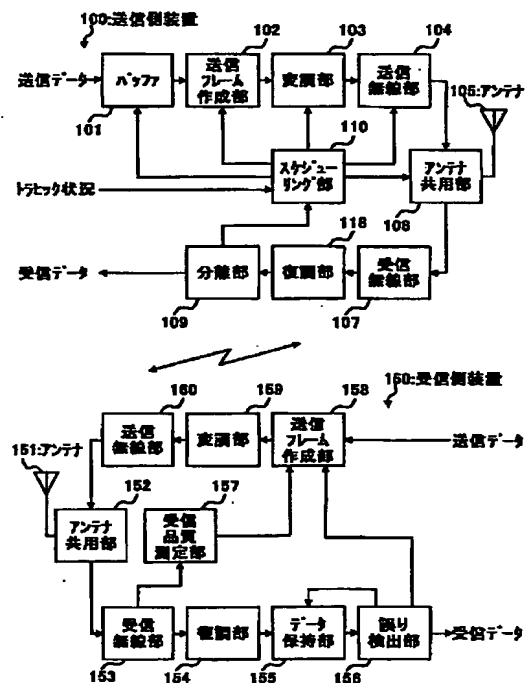 100:送信側装置
102
103
104
送信データ
バッファ
送信
フレーム
作成部
変調部
送信
無線部
105:アンテナ
101
110
スケジュー
リング部
トラヒック状況
アンテナ
共用部
118
108
受信データ
分離部
復調部
受信
無線部
109
107
160
159
158
150:受信側装置
送信
無線部
変調部
送信
フレーム
作成部
送信データ
151:アンテナ
152
157
アンテナ
共用部
受信
品質
測定部
受信
無線部
復調部
データ
保持部
誤り
検出部
受信データ
153
154
155
156